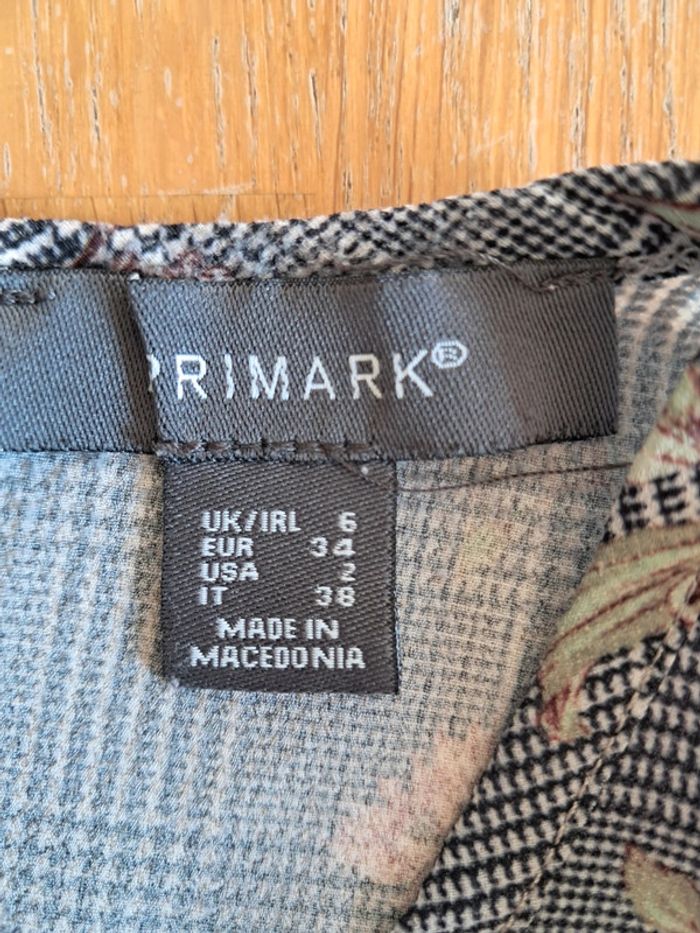 PRIMARK®
UK/IRL 6
EUR 34
USA 2
IT 38
MADE IN
MACEDONIA